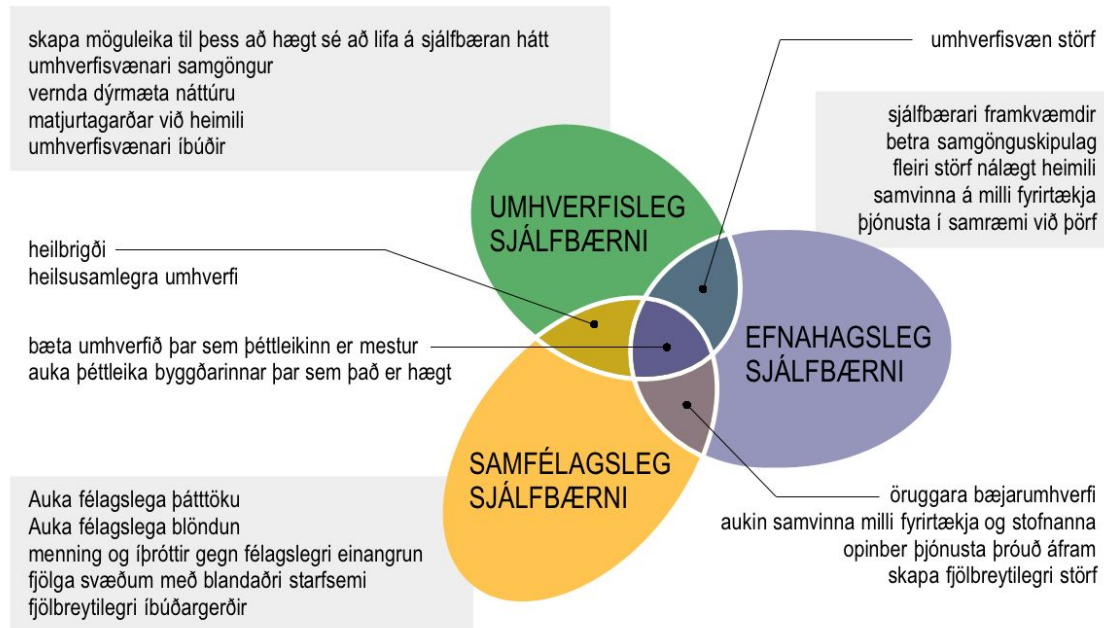 skapa möguleika til þess að hægt sé að lifa á sjálfbæran hátt
umhverfisvænari samgöngur
vernda dýrmæta náttúru
matjurtagarðar við heimili
umhverfisvænari íbúðir
umhverfisvæn störf
sjálfbærari framkvæmdir
betra samgönguskipulag
fleiri störf nálægt heimili
samvinna á milli fyrirtækja
þjónusta í samræmi við þörf
UMHVERFISLEG
SJÁLFBÆRNI
heilbrigði
heilsusamlegra umhverfi
bæta umhverfið þar sem þéttleikinn er mestur
auka þéttleika byggðarinnar þar sem það er hægt
EFNAHAGSLEG
SJÁLFBÆRNI
SAMFÉLAGSLEG
SJÁLFBÆRNI
Auka félagslega þátttöku
Auka félagslega blöndun
menning og íþróttir gegn félagslegri einangrun
fjölga svæðum með blandaðri starfsemi
fjölbreytilegri íbúðargerðir
öruggara bæjarumhverfi
aukin samvinna milli fyrirtækja og stofnanna
opinber þjónusta þróuð áfram
skapa fjölbreytilegri störf